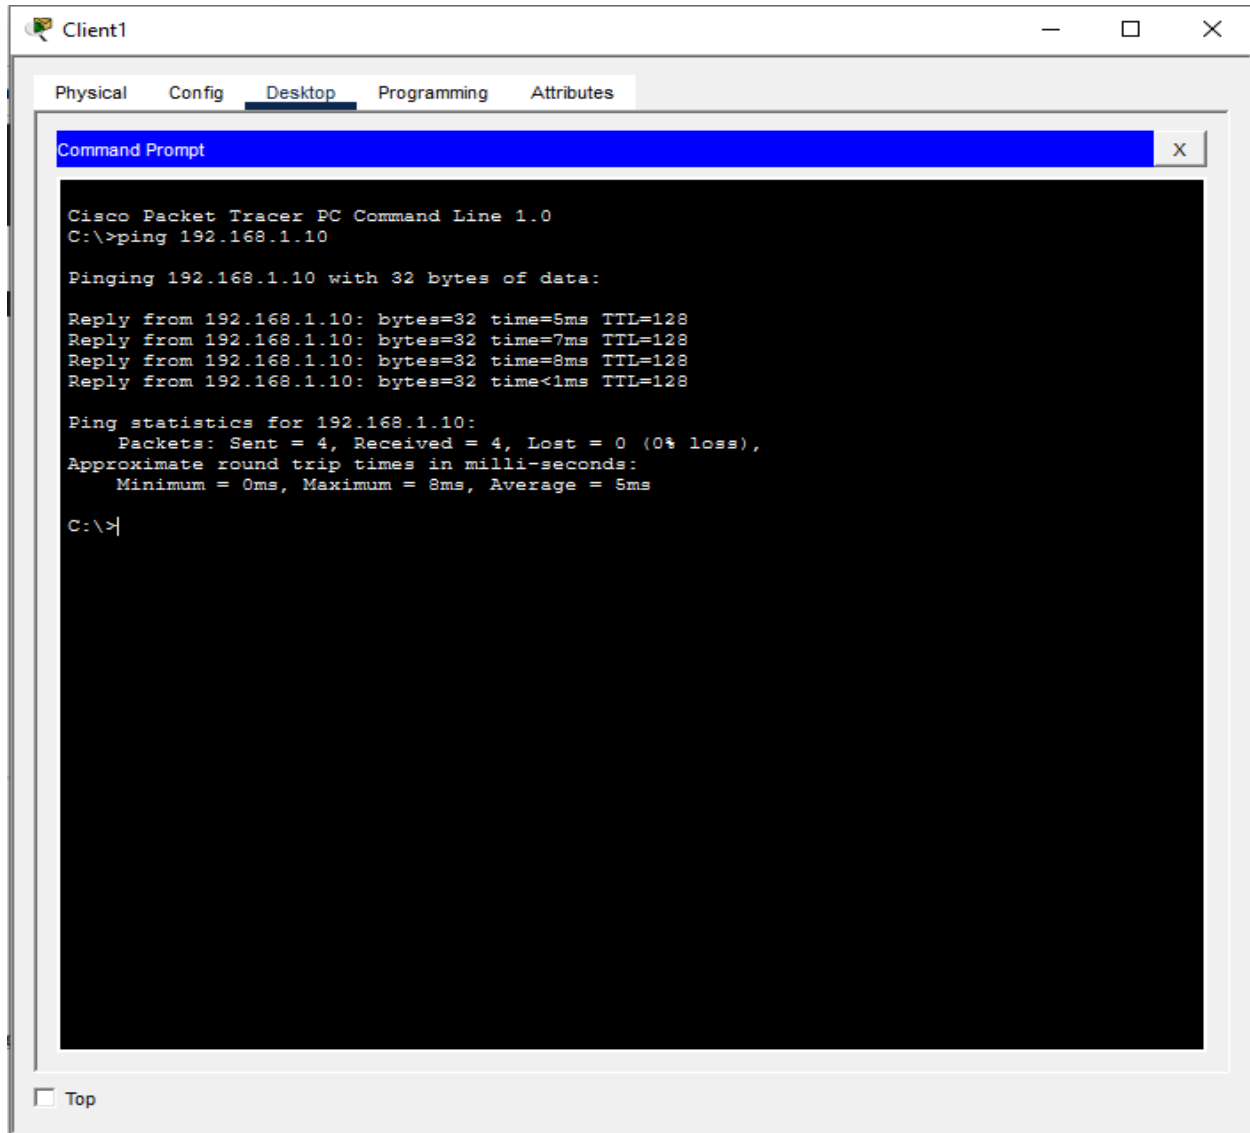 Client1
Physical Config Desktop Programming Attributes
Command Prompt X
Cisco Packet Tracer PC Command Line 1.0
C:\>ping 192.168.1.10
Pinging 192.168.1.10 with 32 bytes of data:
Reply from 192.168.1.10: bytes=32 time=5ms TTL=128
Reply from 192.168.1.10: bytes=32 time=7ms TTL=128
Reply from 192.168.1.10: bytes=32 time=8ms TTL=128
Reply from 192.168.1.10: bytes=32 time<1ms TTL=128
Ping statistics for 192.168.1.10:
Packets: Sent = 4, Received = 4, Lost = 0 (0% loss),
Approximate round trip times in milli-seconds:
Minimum = 0ms, Maximum = 8ms, Average = 5ms
C:\>
Top